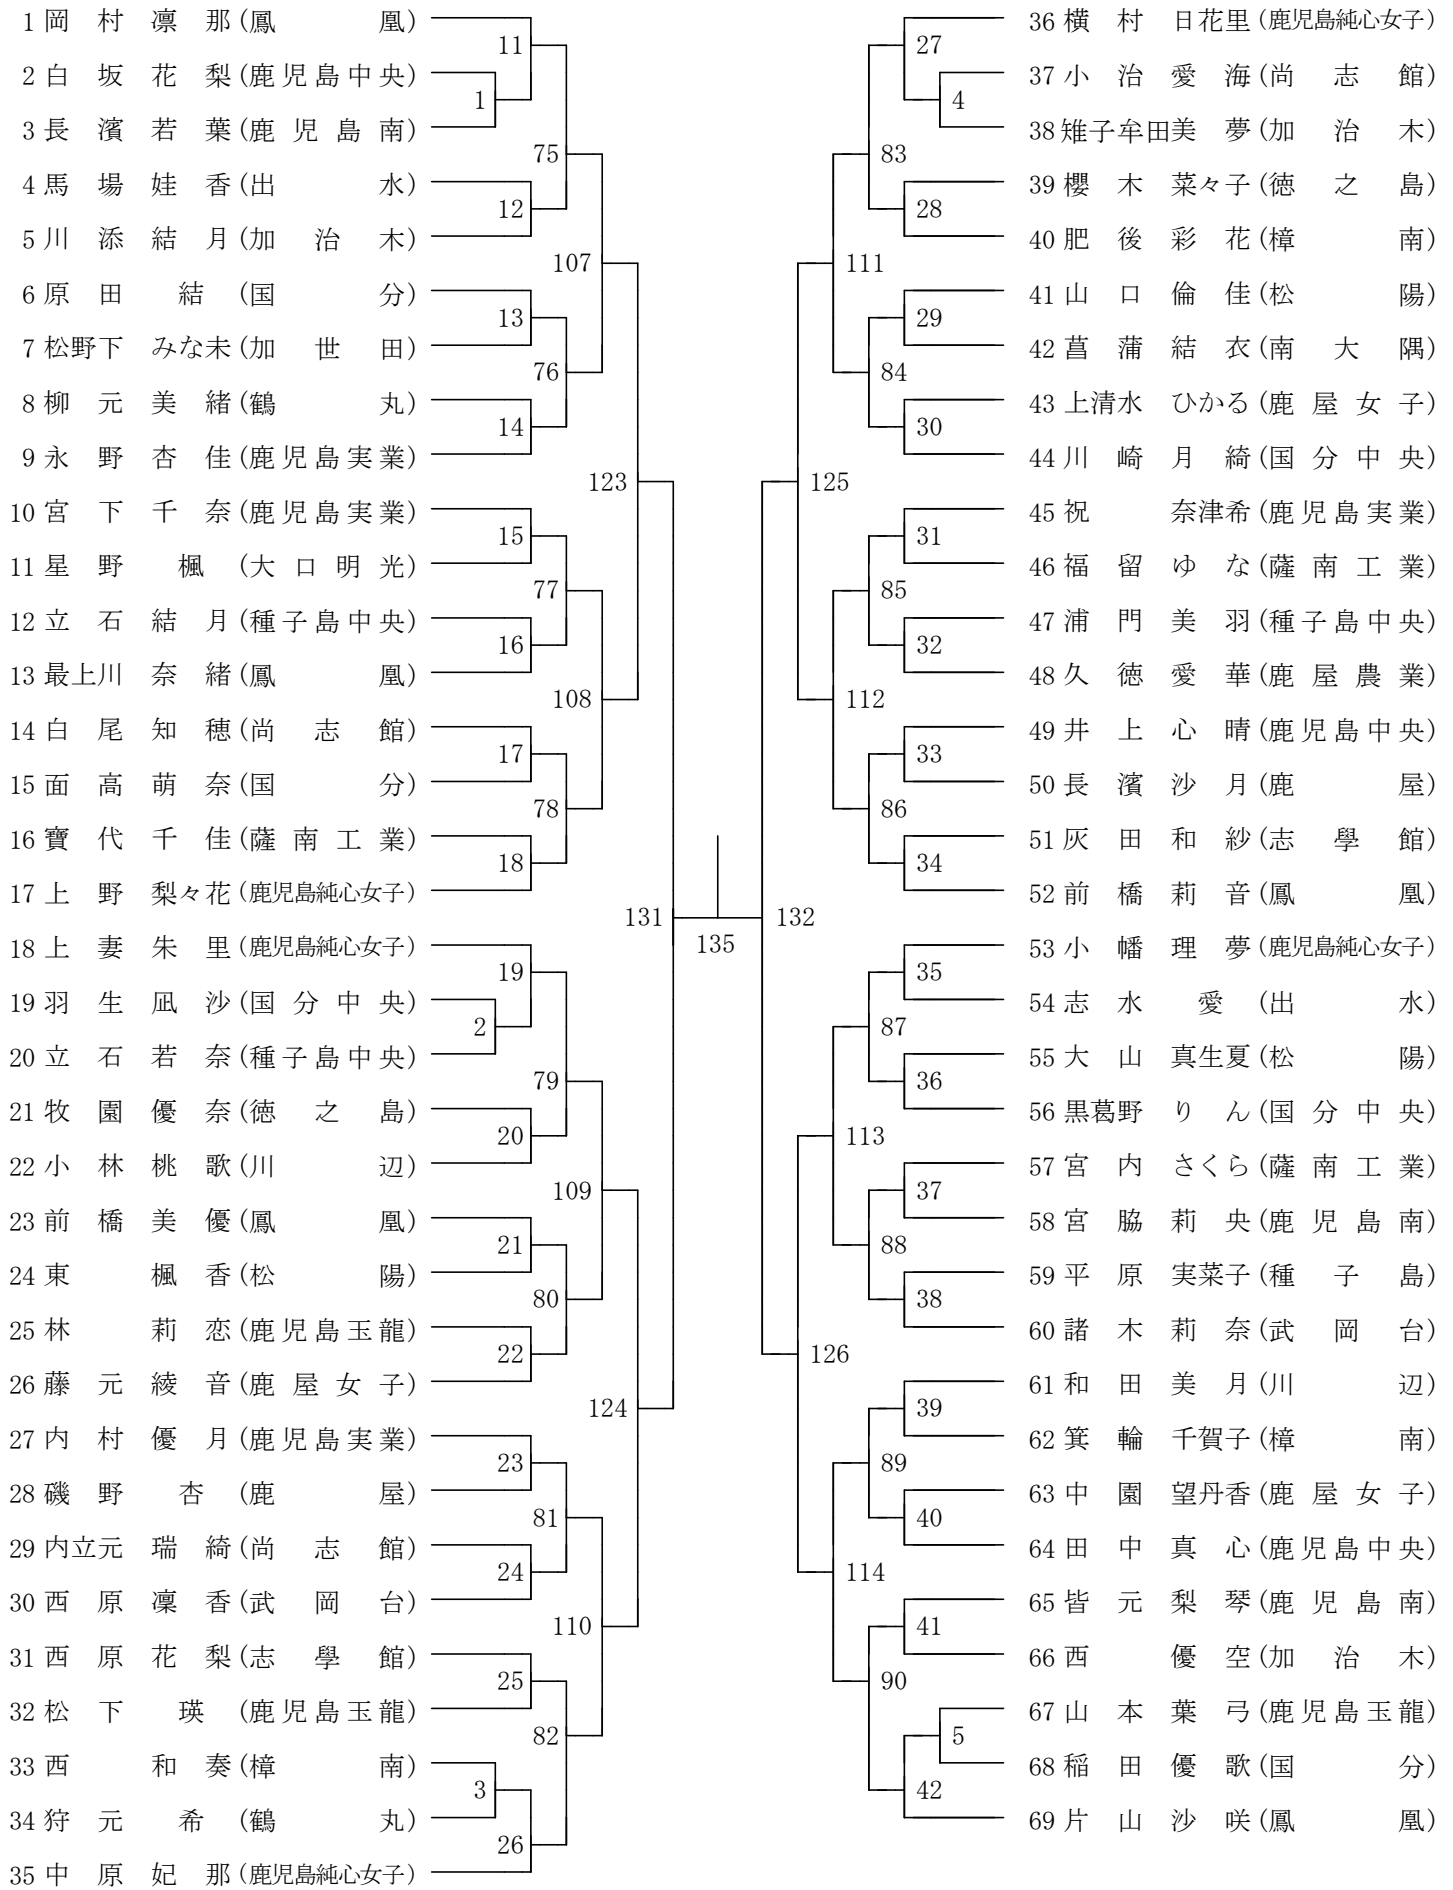 1 岡村凛那(鳳凰)
2 白坂花梨(鹿児島中央)
3 長濱若葉(鹿児島南)
4 馬場娃香(出水)
5 川添結月(加治木)
6 原田結(国分)
7 松野下みな未(加世田)
8 柳元美緒(鶴丸)
9 永野杏佳(鹿児島実業)
10 宮下千奈(鹿児島実業)
11 星野楓(大口明光)
12 立石結月(種子島中央)
13 最上川奈緒(鳳凰)
14 白尾知穂(尚志館)
15 面高萌奈(国分)
16 寶代千佳(薩南工業)
17 上野梨々花(鹿児島純心女子)
18 上妻朱里(鹿児島純心女子)
19 羽生凪沙(国分中央)
20 立石若奈(種子島中央)
21 牧園優奈(徳之島)
22 小林桃歌(川辺)
23 前橋美優(鳳凰)
24 東楓香(松陽)
25 林莉恋(鹿児島玉龍)
26 藤元綾音(鹿屋女子)
27 内村優月(鹿児島実業)
28 磯野杏(鹿屋)
29 内立元瑞綺(尚志館)
30 西原凜香(武岡台)
31 西原花梨(志學館)
32 松下瑛(鹿児島玉龍)
33 西和奏(樟南)
34 狩元希(鶴丸)
35 中原妃那(鹿児島純心女子)
11
1
75
12
107
13
76
14
123
15
77
16
108
17
78
18
131
19
2
79
20
109
21
80
22
124
23
81
24
110
25
82
3
26
135
27
4
83
28
111
29
84
30
125
31
85
32
112
33
86
34
132
35
87
36
113
37
88
38
126
39
89
40
114
41
90
5
42
36 横村日花里(鹿児島純心女子)
37 小治愛海(尚志館)
38 雉子牟田美夢(加治木)
39 櫻木菜々子(徳之島)
40 肥後彩花(樟南)
41 山口倫佳(松陽)
42 菖蒲結衣(南大隅)
43 上清水ひかる(鹿屋女子)
44 川崎月綺(国分中央)
45 祝奈津希(鹿児島実業)
46 福留ゆな(薩南工業)
47 浦門美羽(種子島中央)
48 久徳愛華(鹿屋農業)
49 井上心晴(鹿児島中央)
50 長濱沙月(鹿屋)
51 灰田和紗(志學館)
52 前橋莉音(鳳凰)
53 小幡理夢(鹿児島純心女子)
54 志水愛(出水)
55 大山真生夏(松陽)
56 黒葛野りん(国分中央)
57 宮内さくら(薩南工業)
58 宮脇莉央(鹿児島南)
59 平原実菜子(種子島)
60 諸木莉奈(武岡台)
61 和田美月(川辺)
62 箕輪千賀子(樟南)
63 中園望丹香(鹿屋女子)
64 田中真心(鹿児島中央)
65 皆元梨琴(鹿児島南)
66 西優空(加治木)
67 山本葉弓(鹿児島玉龍)
68 稲田優歌(国分)
69 片山沙咲(鳳凰)